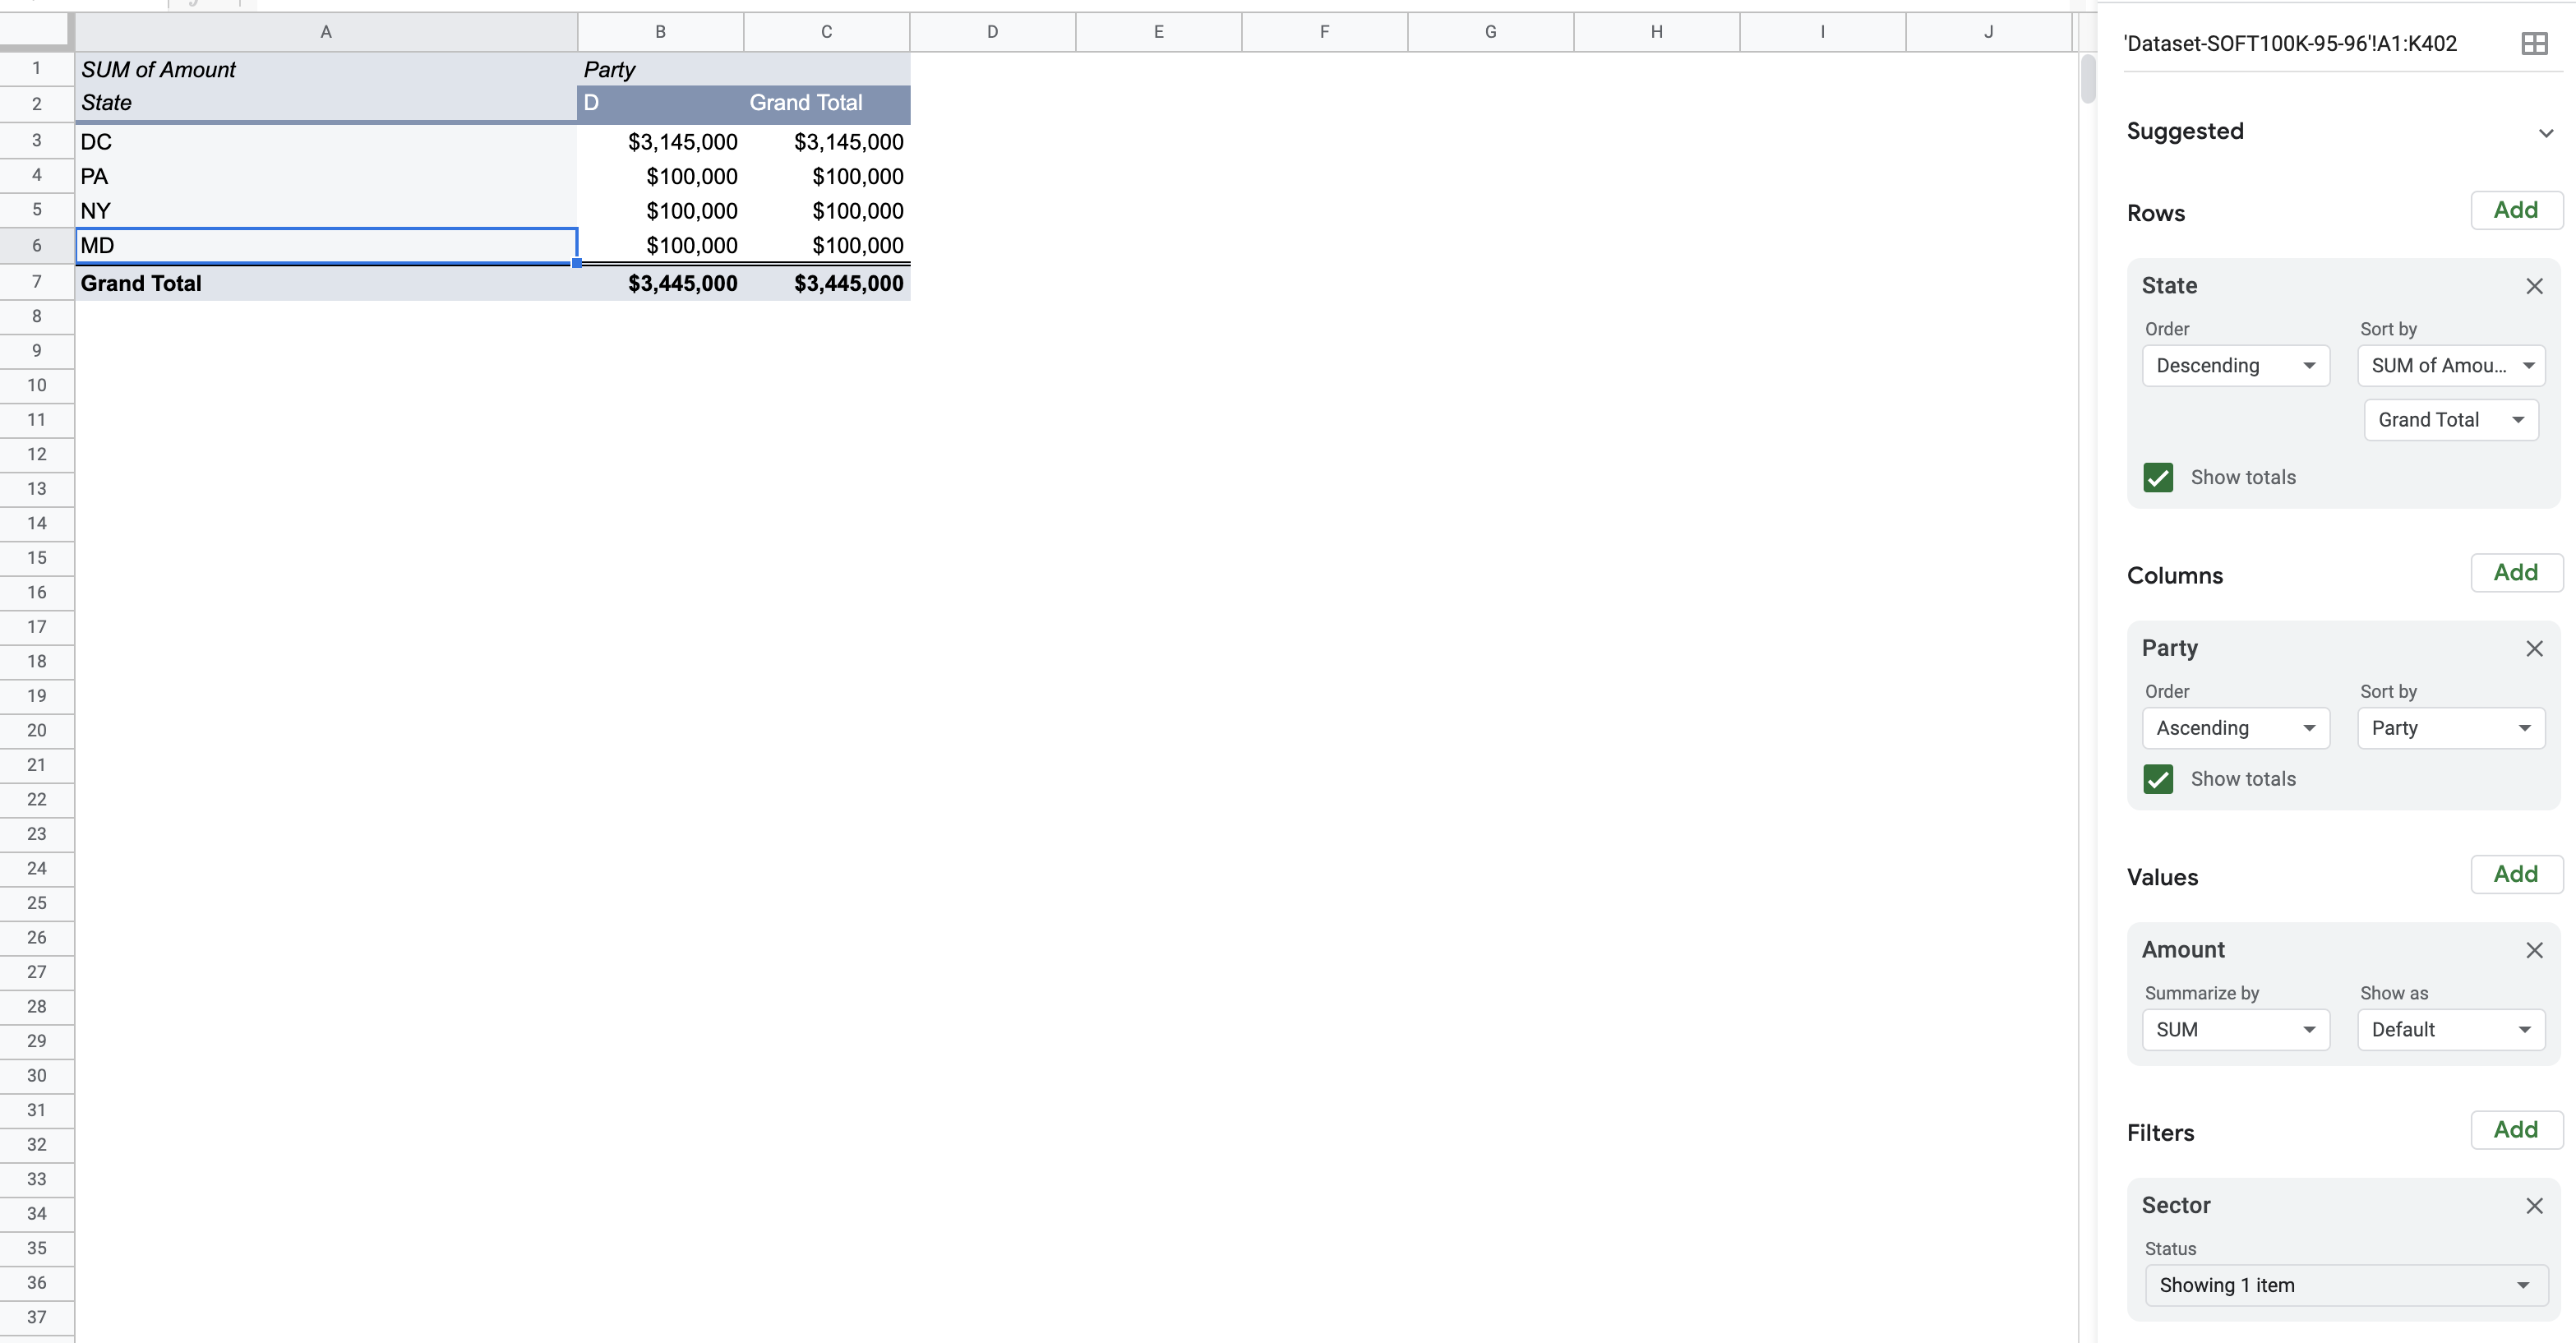 A B C D E F G H I J
1 SUM of Amount Party
2 State D Grand Total
3 DC $3,145,000 $3,145,000
4 PA $100,000 $100,000
5 NY $100,000 $100,000
6 MD $100,000 $100,000
7 Grand Total $3,445,000 $3,445,000
8
9
10
11
12
13
14
15
16
17
18
19
20
21
22
23
24
25
26
27
28
29
30
31
32
33
34
35
36
37
'Dataset-SOFT100K-95-96'!A1:K402
Suggested
Rows Add
State
Order Sort by
Descending SUM of Amou...
Grand Total
Show totals
Columns Add
Party
Order Sort by
Ascending Party
Show totals
Values Add
Amount
Summarize by Show as
SUM Default
Filters Add
Sector
Status
Showing 1 item